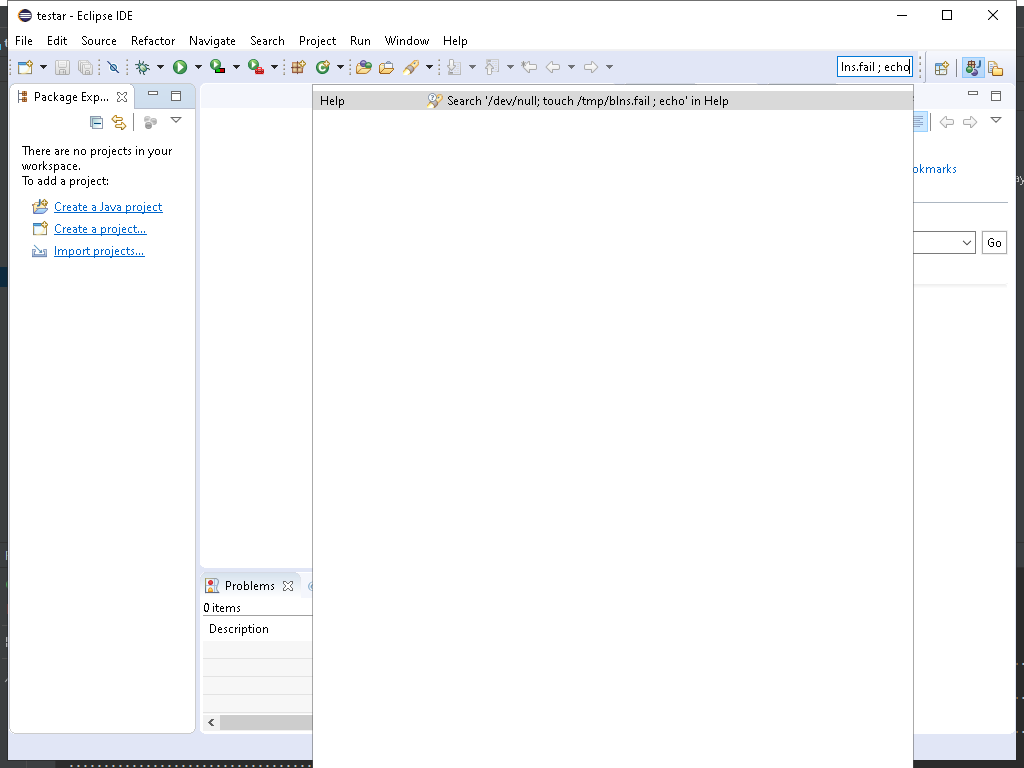 testar - Eclipse IDE
File Edit Source Refactor Navigate Search Project Run Window Help
lns.fail ; echo
Package Exp...
Help Search '/dev/null; touch /tmp/blns.fail ; echo' in Help
There are no projects in your
workspace.
To add a project:
okmarks
Create a Java project
Create a project...
Go
Import projects...
Problems
0 items
Description